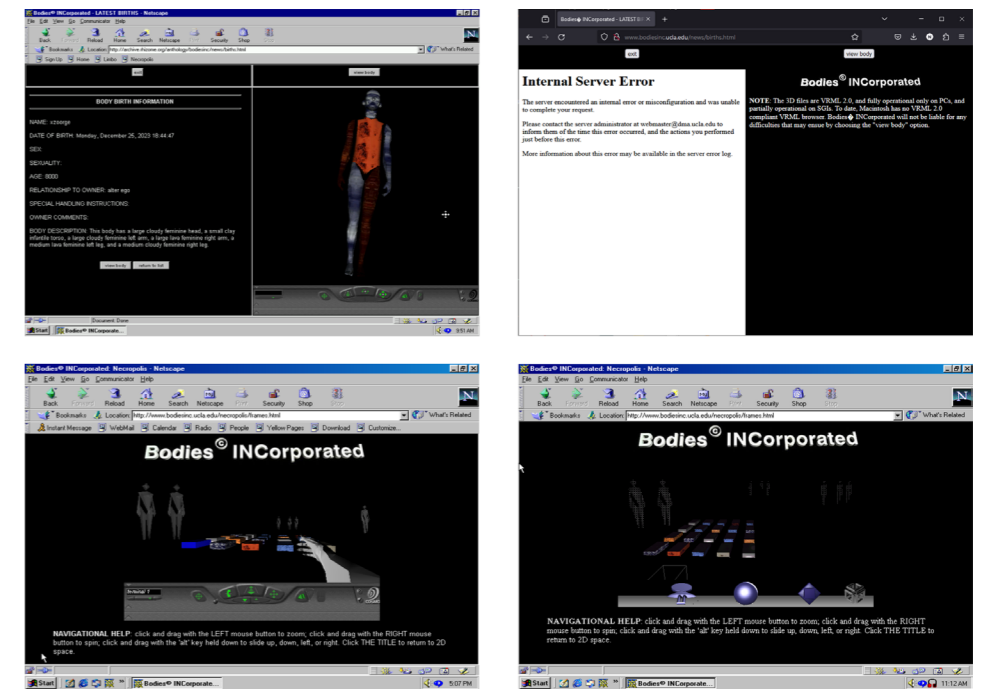 Bodies© INCorporated - LATEST BIRTHS - Netscape
File Edit View Go Communicator Help
Back Forward Reload Home Search Netscape Print Security Shop Stop
Bookmarks Location: http://archive.rhizome.org/anthology/bodiesinc/news/births.html What's Related
Sign Up Home Limbo Necropolis
exit
view body
BODY BIRTH INFORMATION
NAME: xzoorge
DATE OF BIRTH: Monday, December 25, 2023 18:44:47
SEX:
SEXUALITY:
AGE: 8000
RELATIONSHIP TO OWNER: alter ego
SPECIAL HANDLING INSTRUCTIONS:
OWNER COMMENTS:
BODY DESCRIPTION: This body has a large cloudy feminine head, a small clay
infantile torso, a large cloudy feminine left arm, a large lava feminine right arm, a
medium lava feminine left leg, and a medium cloudy feminine right leg.
view body return to list
Document: Done
Start Bodies© INCorporate... 3:51 AM
Bodies� INCorporated - LATEST BI
www.bodiesinc.ucla.edu/news/births.html
exit
view body
Internal Server Error
The server encountered an internal error or misconfiguration and was unable
to complete your request.
Please contact the server administrator at webmaster@dma.ucla.edu to
inform them of the time this error occurred, and the actions you performed
just before this error.
More information about this error may be available in the server error log.
Bodies© INCorporated
NOTE: The 3D files are VRML 2.0, and fully operational only on PCs, and
partially operational on SGIs. To date, Macintosh has no VRML 2.0
compliant VRML browser. Bodies� INCorporated will not be liable for any
difficulties that may ensue by choosing the "view body" option.
Bodies© INCorporated: Necropolis - Netscape
File Edit View Go Communicator Help
Back Forward Reload Home Search Netscape Print Security Shop Stop
Bookmarks Location: http://www.bodiesinc.ucla.edu/necropolis/frames.html What's Related
Instant Message WebMail Calendar Radio People Yellow Pages Download Customize...
Bodies© INCorporated
Terminal 1
NAVIGATIONAL HELP: click and drag with the LEFT mouse button to zoom; click and drag with the RIGHT mouse
button to spin; click and drag with the 'alt' key held down to slide up, down, left, or right. Click THE TITLE to return to 2D
space.
Start Bodies© INCorporate... 5:07 PM
Bodies© INCorporated: Necropolis - Netscape
File Edit View Go Communicator Help
Back Forward Reload Home Search Netscape Print Security Shop Stop
Bookmarks Location: http://www.bodiesinc.ucla.edu/necropolis/frames.html What's Related
Bodies© INCorporated
NAVIGATIONAL HELP: click and drag with the LEFT mouse button to zoom; click and drag with the RIGHT
mouse button to spin; click and drag with the 'alt' key held down to slide up, down, left, or right. Click THE TITLE to
return to 2D space.
Start Bodies© INCorporate... 11:12 AM